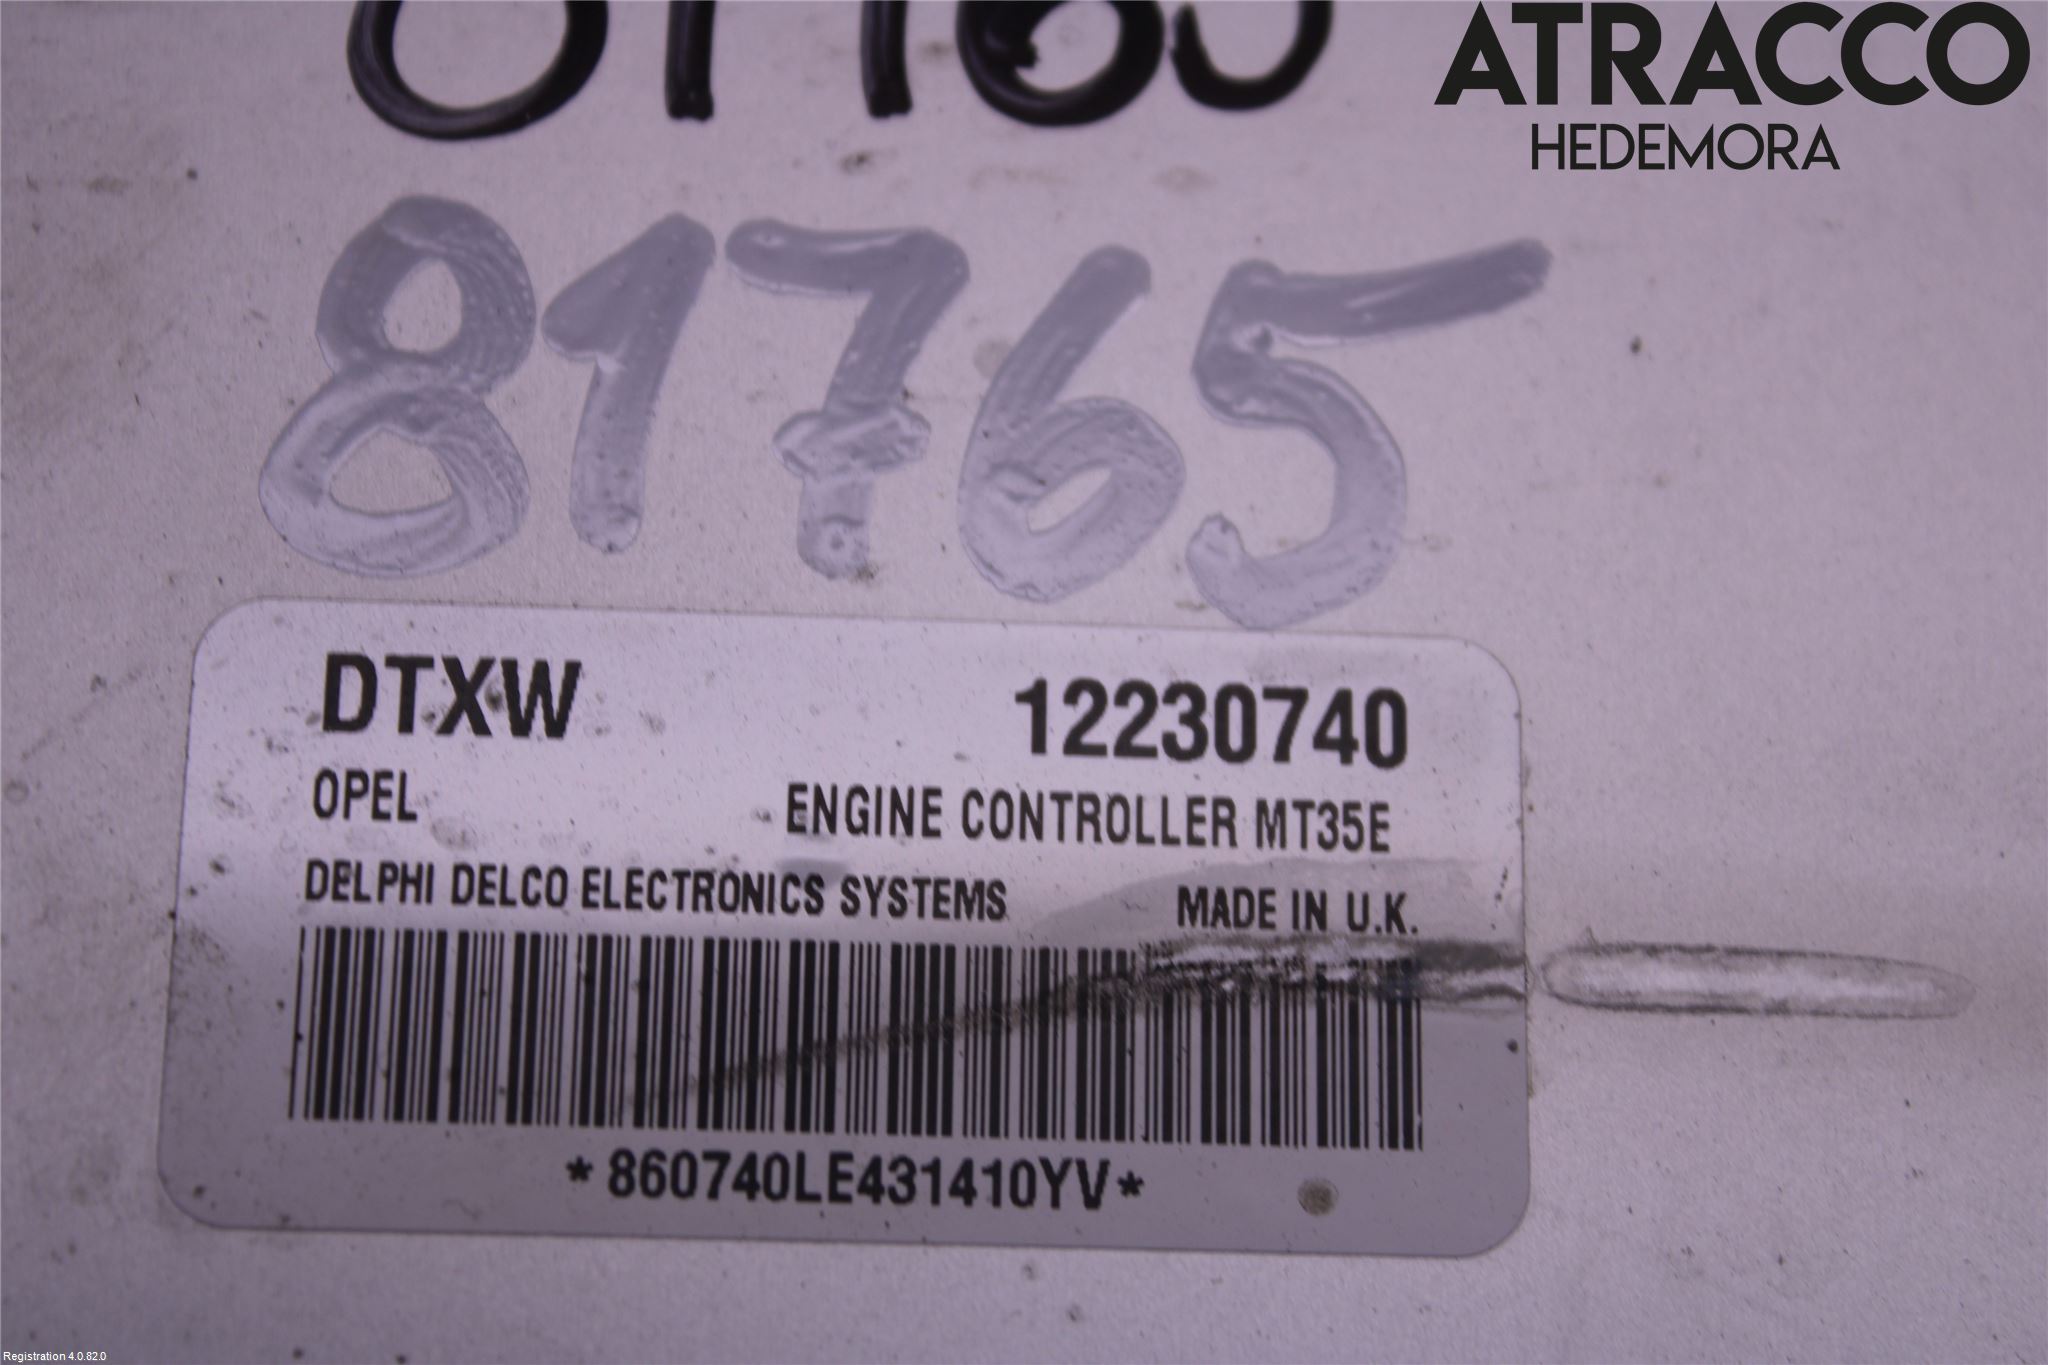 ATRACCO
HEDEMORA
81765
DTXW 12230740
OPEL ENGINE CONTROLLER MT35E
DELPHI DELCO ELECTRONICS SYSTEMS MADE IN U.K.
*860740LE431410YV*
Registration 4.0.82.0